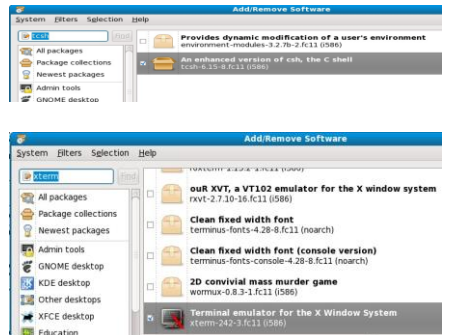 Add/Remove Software
System Filters Selection Help
tcsh
Find
All packages
Package collections
Newest packages
Admin tools
GNOME desktop
Provides dynamic modification of a user's environment
environment-modules-3.2.7b-2.fc11 (i586)
An enhanced version of csh, the C shell
tcsh-6.15-8.fc11 (i586)
Add/Remove Software
System Filters Selection Help
xterm
Find
All packages
Package collections
Newest packages
Admin tools
GNOME desktop
KDE desktop
Other desktops
XFCE desktop
Education
ouR XVT, a VT102 emulator for the X window system
rxvt-2.7.10-16.fc11 (i586)
Clean fixed width font
terminus-fonts-4.28-8.fc11 (noarch)
Clean fixed width font (console version)
terminus-fonts-console-4.28-8.fc11 (noarch)
2D convivial mass murder game
wormux-0.8.3-1.fc11 (i586)
Terminal emulator for the X Window System
xterm-242-3.fc11 (i586)